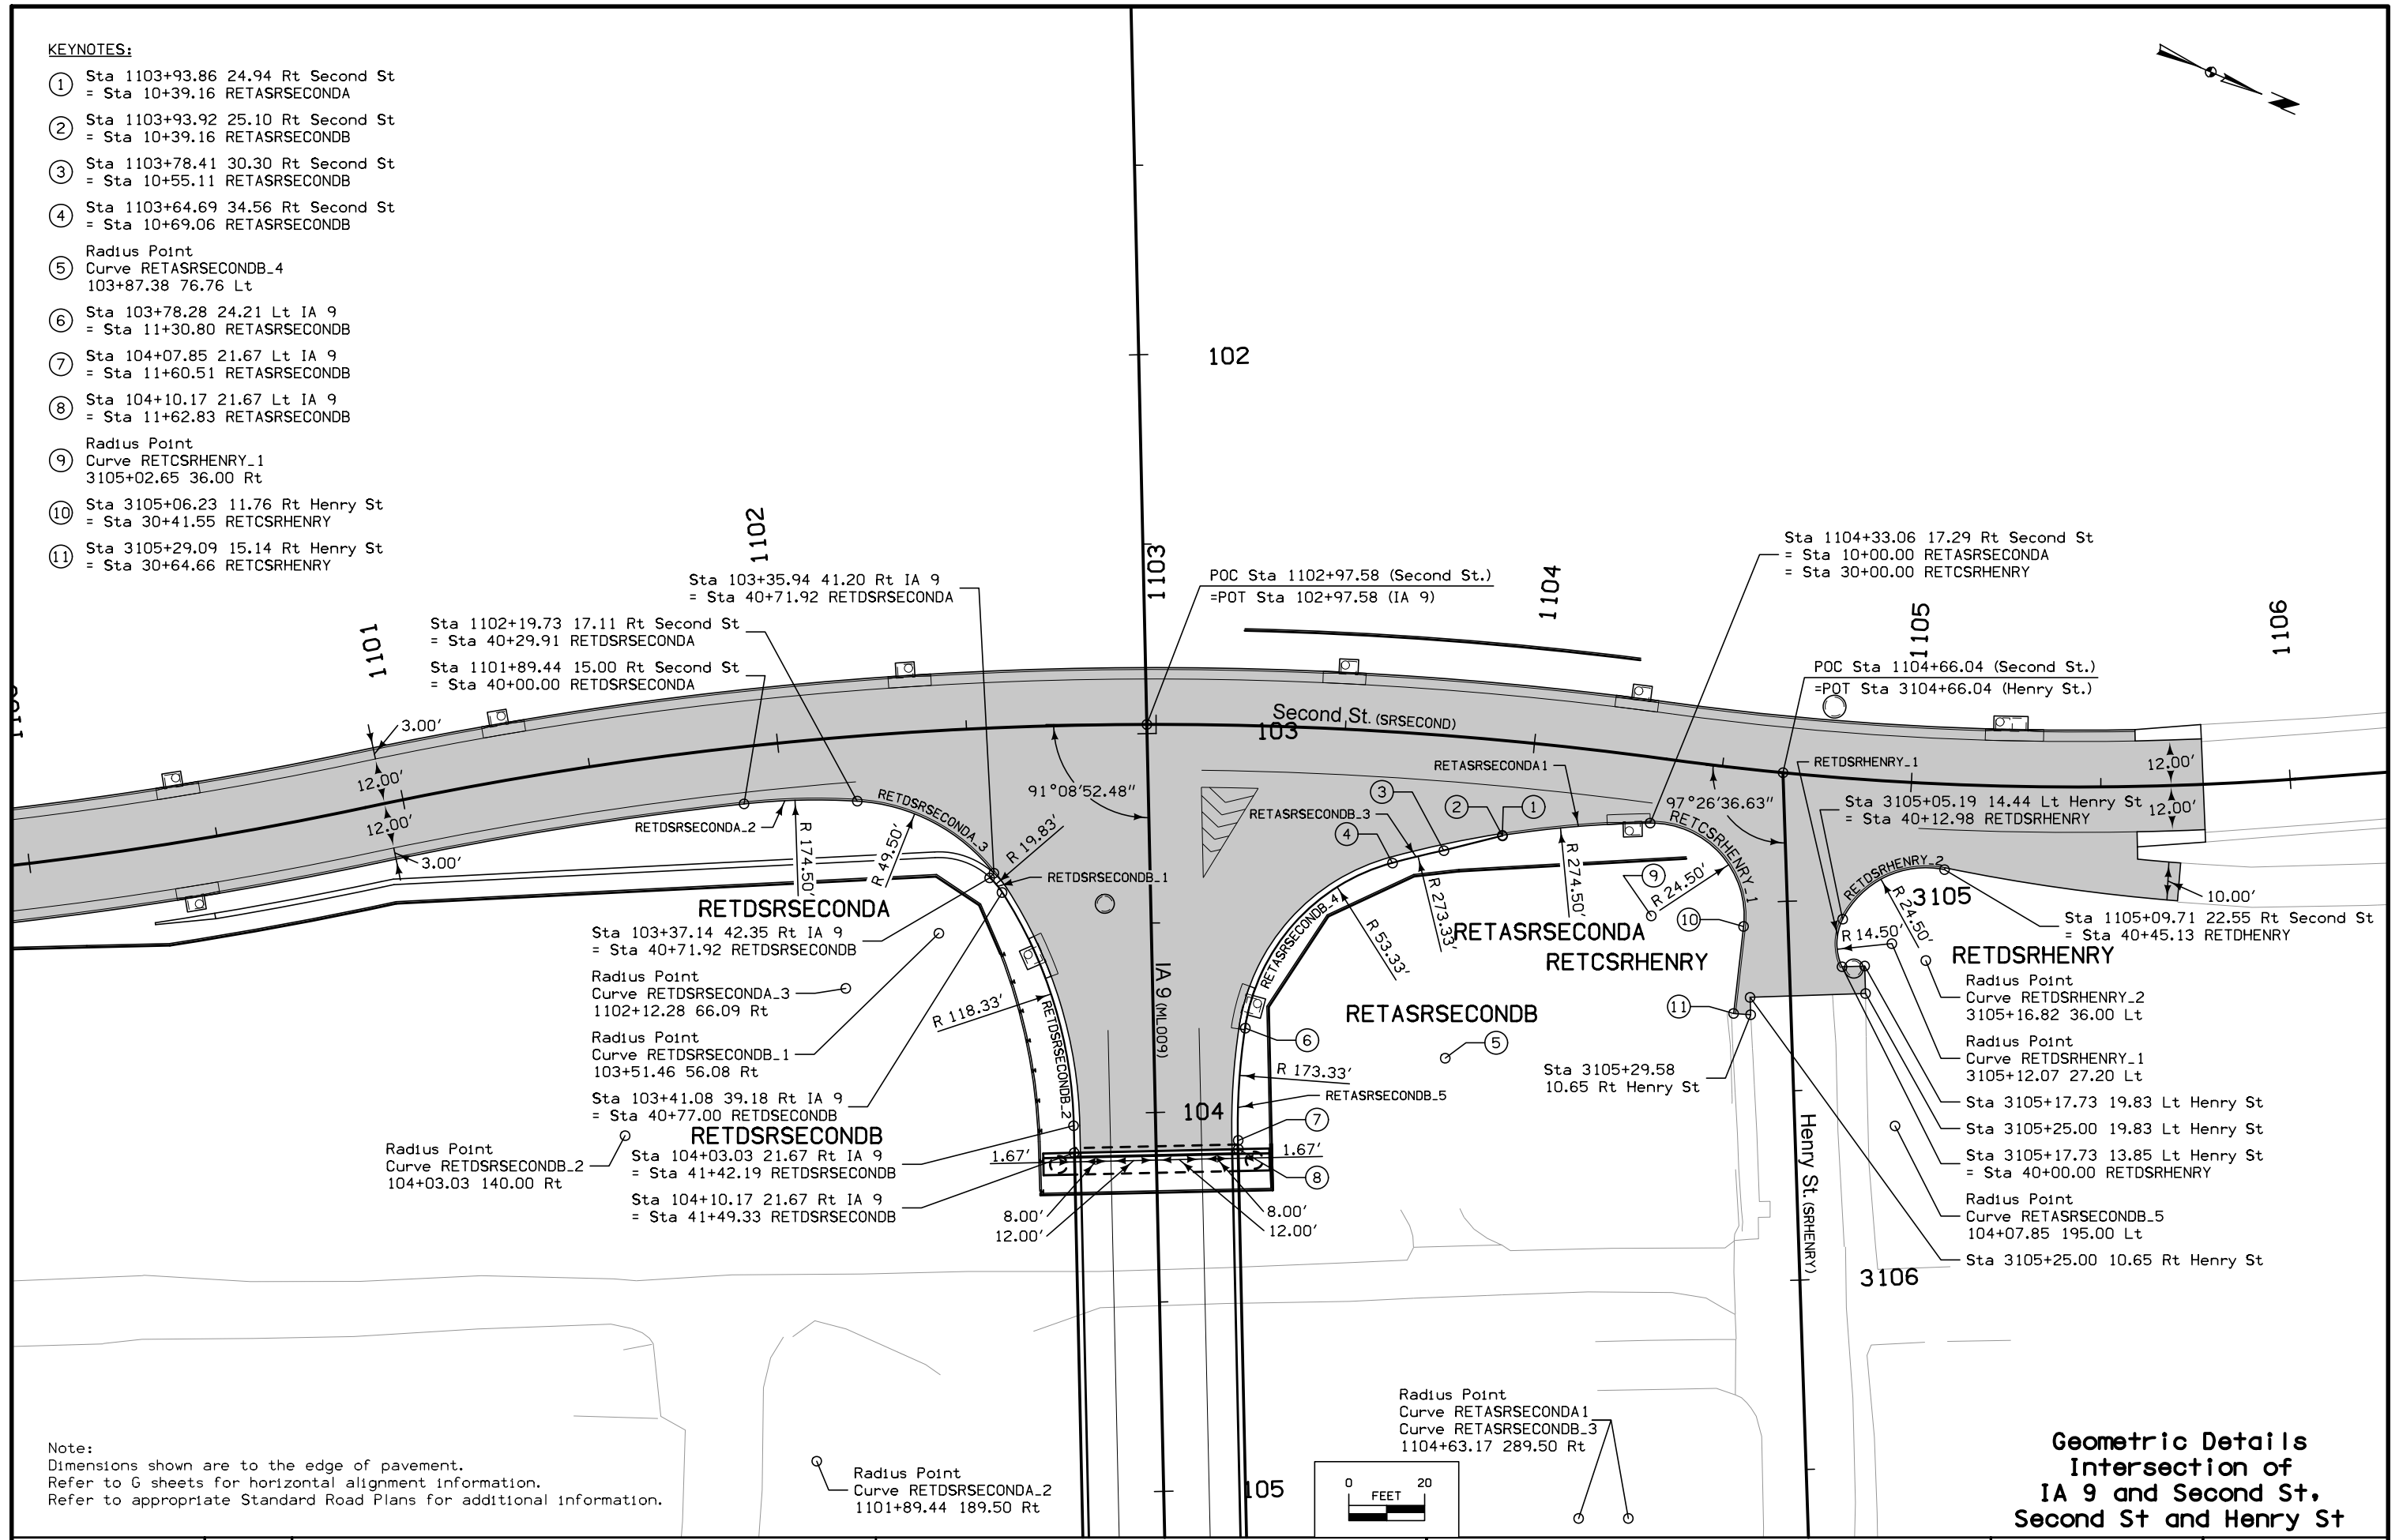 KEYNOTES:
1 Sta 1103+93.86 24.94 Rt Second St
= Sta 10+39.16 RETASRSECONDA
2 Sta 1103+93.92 25.10 Rt Second St
= Sta 10+39.16 RETASRSECONDB
3 Sta 1103+78.41 30.30 Rt Second St
= Sta 10+55.11 RETASRSECONDB
4 Sta 1103+64.69 34.56 Rt Second St
= Sta 10+69.06 RETASRSECONDB
Radius Point
5 Curve RETASRSECONDB_4
103+87.38 76.76 Lt
6 Sta 103+78.28 24.21 Lt IA 9
= Sta 11+30.80 RETASRSECONDB
7 Sta 104+07.85 21.67 Lt IA 9
= Sta 11+60.51 RETASRSECONDB
8 Sta 104+10.17 21.67 Lt IA 9
= Sta 11+62.83 RETASRSECONDB
Radius Point
9 Curve RETCSRHENRY_1
3105+02.65 36.00 Rt
10 Sta 3105+06.23 11.76 Rt Henry St
= Sta 30+41.55 RETCSRHENRY
11 Sta 3105+29.09 15.14 Rt Henry St
= Sta 30+64.66 RETCSRHENRY
N
102
1101
1102
1103
1104
1105
1106
Sta 103+35.94 41.20 Rt IA 9
= Sta 40+71.92 RETDSRSECONDA
Sta 1102+19.73 17.11 Rt Second St
= Sta 40+29.91 RETDSRSECONDA
Sta 1101+89.44 15.00 Rt Second St
= Sta 40+00.00 RETDSRSECONDA
POC Sta 1102+97.58 (Second St.)
=POT Sta 102+97.58 (IA 9)
Sta 1104+33.06 17.29 Rt Second St
= Sta 10+00.00 RETASRSECONDA
= Sta 30+00.00 RETCSRHENRY
POC Sta 1104+66.04 (Second St.)
=POT Sta 3104+66.04 (Henry St.)
3.00'
12.00'
12.00'
3.00'
Second St. (SRSECOND)
103
RETASRSECONDA1
RETDSRHENRY_1
12.00'
12.00'
91°08'52.48"
97°26'36.63"
Sta 3105+05.19 14.44 Lt Henry St
= Sta 40+12.98 RETDSRHENRY
RETDSRSECONDA_2
RETDSRSECONDA_3
RETASRSECONDB_3
3
2
1
4
R 174.50'
R 49.50'
R 19.83'
RETDSRSECONDB_1
R 273.33'
R 274.50'
9
R 24.50'
RETCSRHENRY_1
RETDSRHENRY_2
R 24.50'
3105
10.00'
10
R 14.50'
Sta 1105+09.71 22.55 Rt Second St
= Sta 40+45.13 RETDHENRY
RETDSRSECONDA
Sta 103+37.14 42.35 Rt IA 9
= Sta 40+71.92 RETDSRSECONDB
Radius Point
Curve RETDSRSECONDA_3
1102+12.28 66.09 Rt
Radius Point
Curve RETDSRSECONDB_1
103+51.46 56.08 Rt
Sta 103+41.08 39.18 Rt IA 9
= Sta 40+77.00 RETDSECONDB
RETDSRSECONDB
Radius Point
Curve RETDSRSECONDB_2
104+03.03 140.00 Rt
Sta 104+03.03 21.67 Rt IA 9
= Sta 41+42.19 RETDSRSECONDB
Sta 104+10.17 21.67 Rt IA 9
= Sta 41+49.33 RETDSRSECONDB
R 118.33'
RETDSRSECONDB_2
IA 9 (ML009)
104
RETASRSECONDB_4
R 53.33'
RETASRSECONDA
RETCSRHENRY
RETASRSECONDB
6
5
11
R 173.33'
RETASRSECONDB_5
7
8
1.67'
1.67'
8.00'
12.00'
8.00'
12.00'
Sta 3105+29.58
10.65 Rt Henry St
Henry St. (SRHENRY)
RETDSRHENRY
Radius Point
Curve RETDSRHENRY_2
3105+16.82 36.00 Lt
Radius Point
Curve RETDSRHENRY_1
3105+12.07 27.20 Lt
Sta 3105+17.73 19.83 Lt Henry St
Sta 3105+25.00 19.83 Lt Henry St
Sta 3105+17.73 13.85 Lt Henry St
= Sta 40+00.00 RETDSRHENRY
Radius Point
Curve RETASRSECONDB_5
104+07.85 195.00 Lt
Sta 3105+25.00 10.65 Rt Henry St
3106
Radius Point
Curve RETASRSECONDA1
Curve RETASRSECONDB_3
1104+63.17 289.50 Rt
Radius Point
Curve RETDSRSECONDA_2
1101+89.44 189.50 Rt
105
0 20
FEET
Note:
Dimensions shown are to the edge of pavement.
Refer to G sheets for horizontal alignment information.
Refer to appropriate Standard Road Plans for additional information.
Geometric Details
Intersection of
IA 9 and Second St,
Second St and Henry St